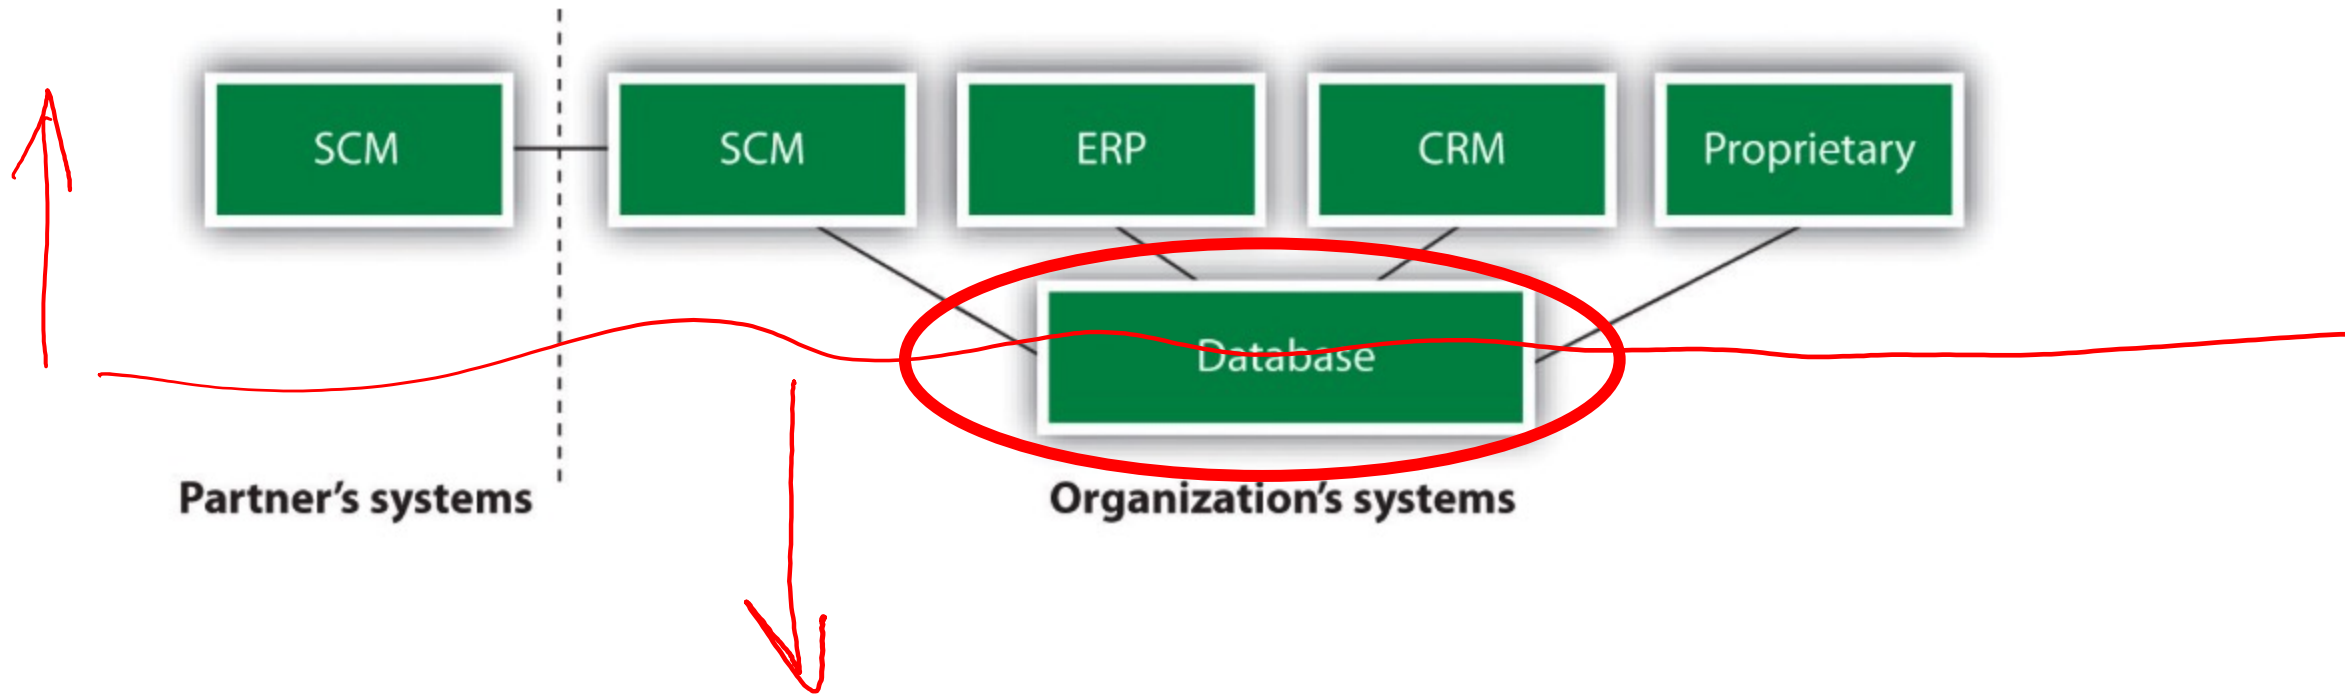 SCM
SCM
ERP
CRM
Proprietary
Database
Partner's systems
Organization's systems